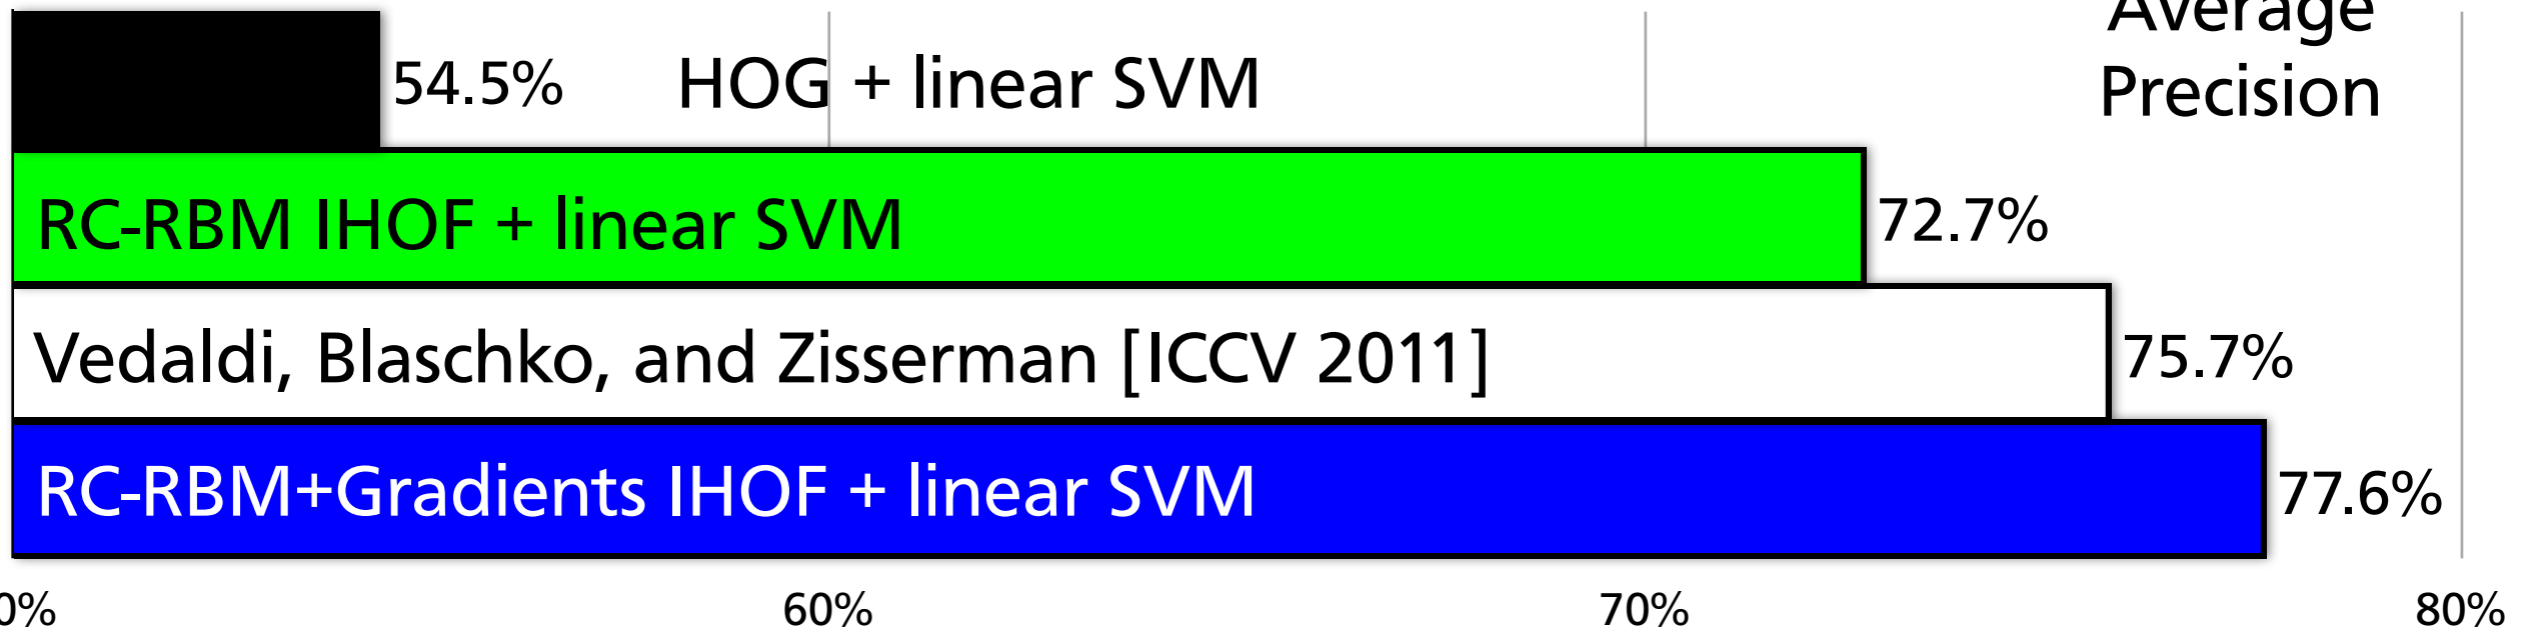 Average
54.5% HOG + linear SVM Precision
RC-RBM IHOF + linear SVM 72.7%
Vedaldi, Blaschko, and Zisserman [ICCV 2011] 75.7%
RC-RBM+Gradients IHOF + linear SVM 77.6%
0% 60% 70% 80%